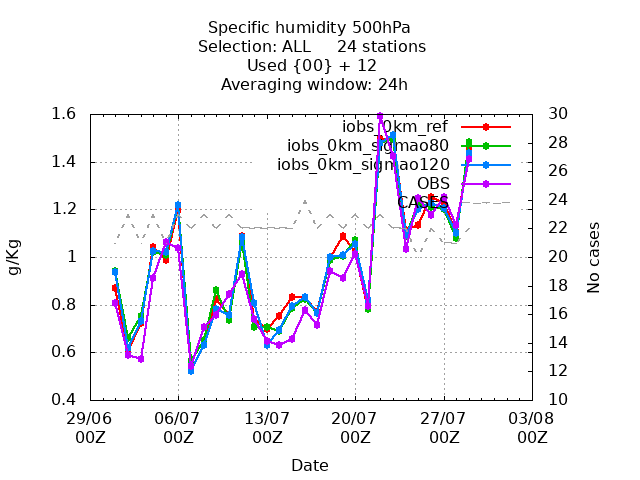 Specific humidity 500hPa
Selection: ALL 24 stations
Used {00} + 12
Averaging window: 24h
iobs_0km_ref
iobs_0km_sigmao80
iobs_0km_sigmao120
OBS
CASES
1.6
1.4
1.2
1
0.8
0.6
0.4
g/Kg
30
28
26
24
22
20
18
16
14
12
10
No cases
29/06 06/07 13/07 20/07 27/07 03/08
00Z 00Z 00Z 00Z 00Z 00Z
Date